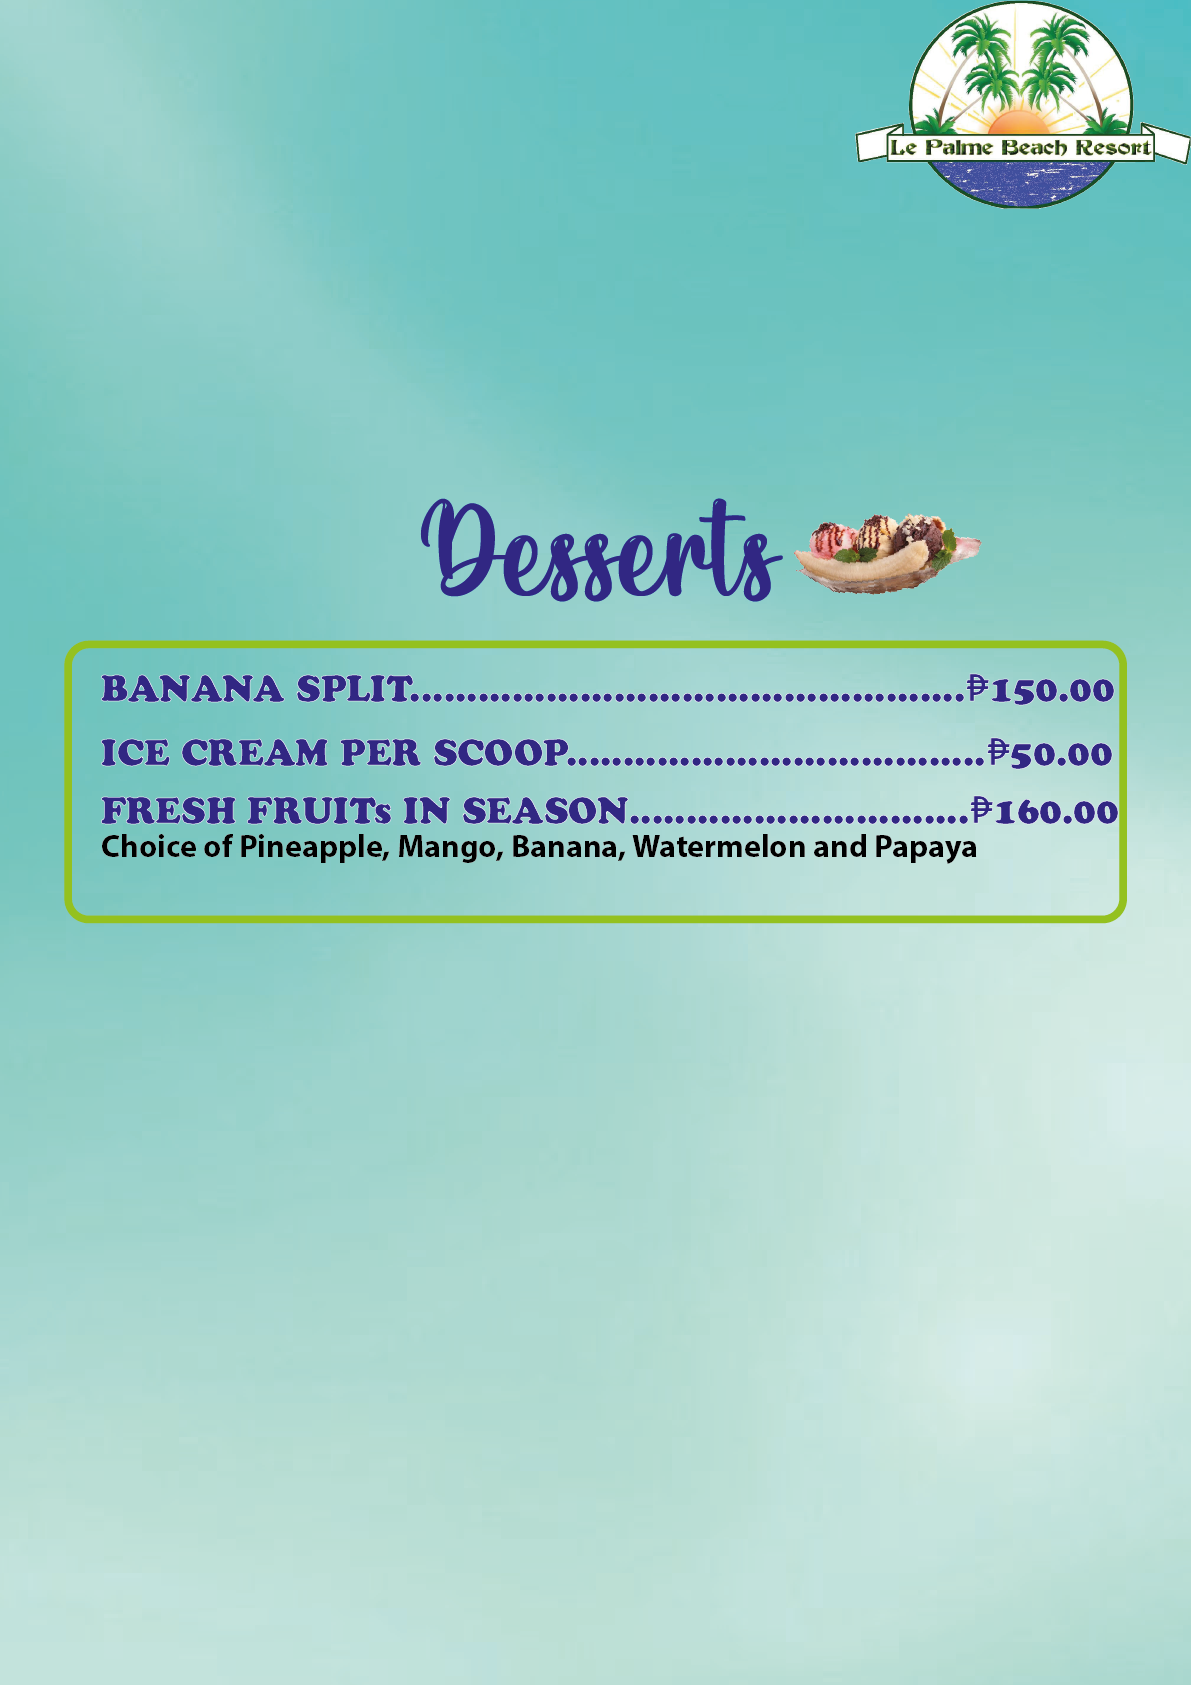 Le Palme Beach Resort
Desserts
BANANA SPLIT.................................................₱150.00
ICE CREAM PER SCOOP.....................................₱50.00
FRESH FRUITs IN SEASON..............................₱160.00
Choice of Pineapple, Mango, Banana, Watermelon and Papaya